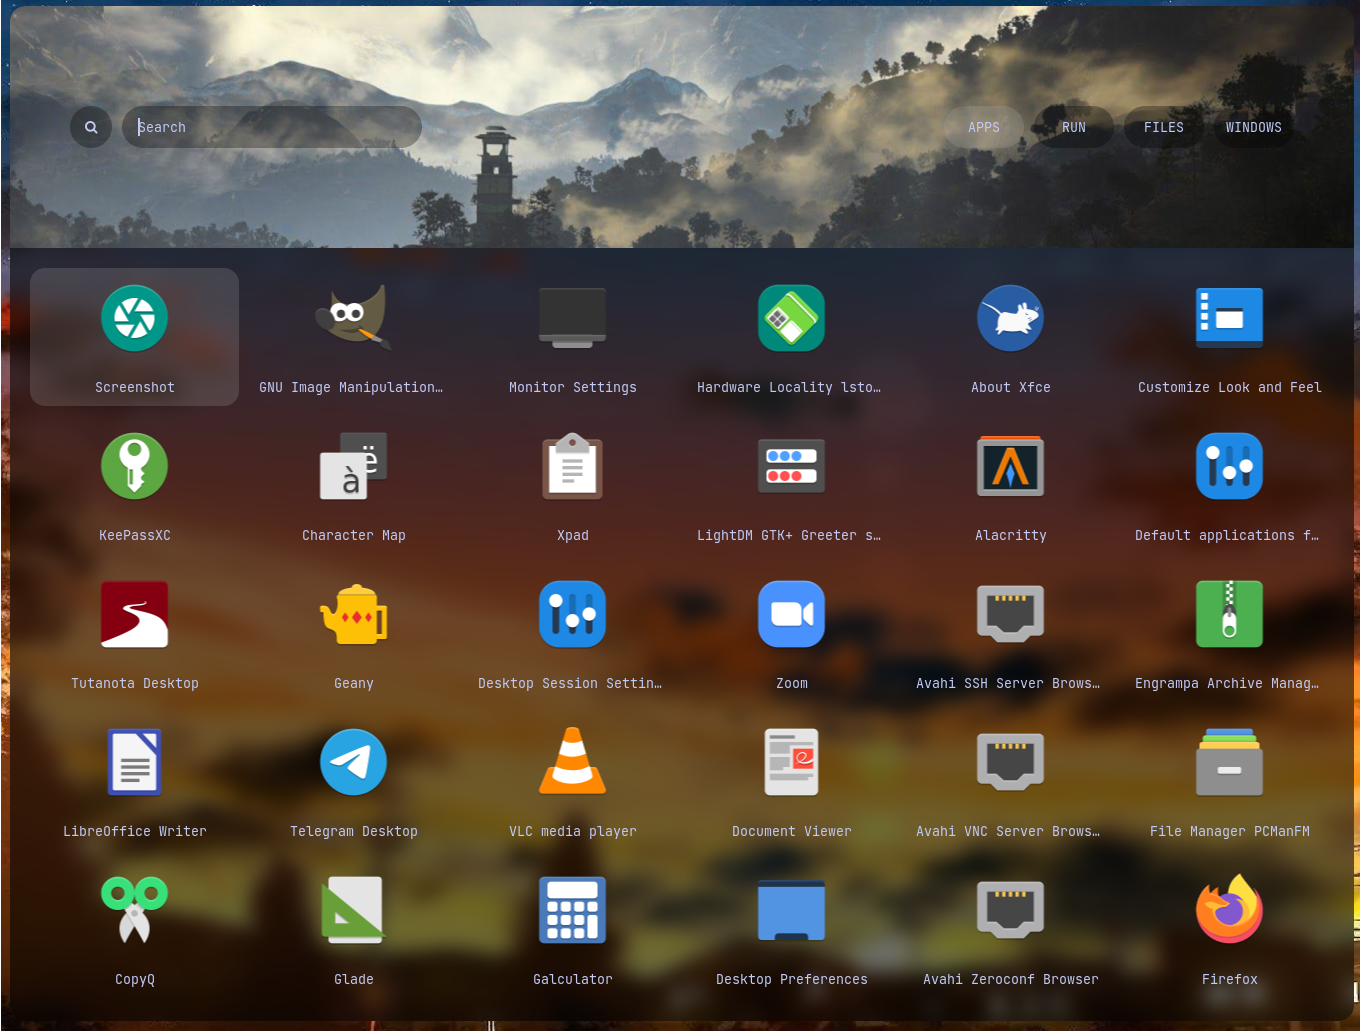 Search
APPS
RUN
FILES
WINDOWS
Screenshot
GNU Image Manipulation…
Monitor Settings
Hardware Locality lsto…
About Xfce
Customize Look and Feel
ë
à
KeePassXC
Character Map
Xpad
LightDM GTK+ Greeter s…
Alacritty
Default applications f…
Tutanota Desktop
Geany
Desktop Session Settin…
Zoom
Avahi SSH Server Brows…
Engrampa Archive Manag…
LibreOffice Writer
Telegram Desktop
VLC media player
Document Viewer
Avahi VNC Server Brows…
File Manager PCManFM
CopyQ
Glade
Galculator
Desktop Preferences
Avahi Zeroconf Browser
Firefox